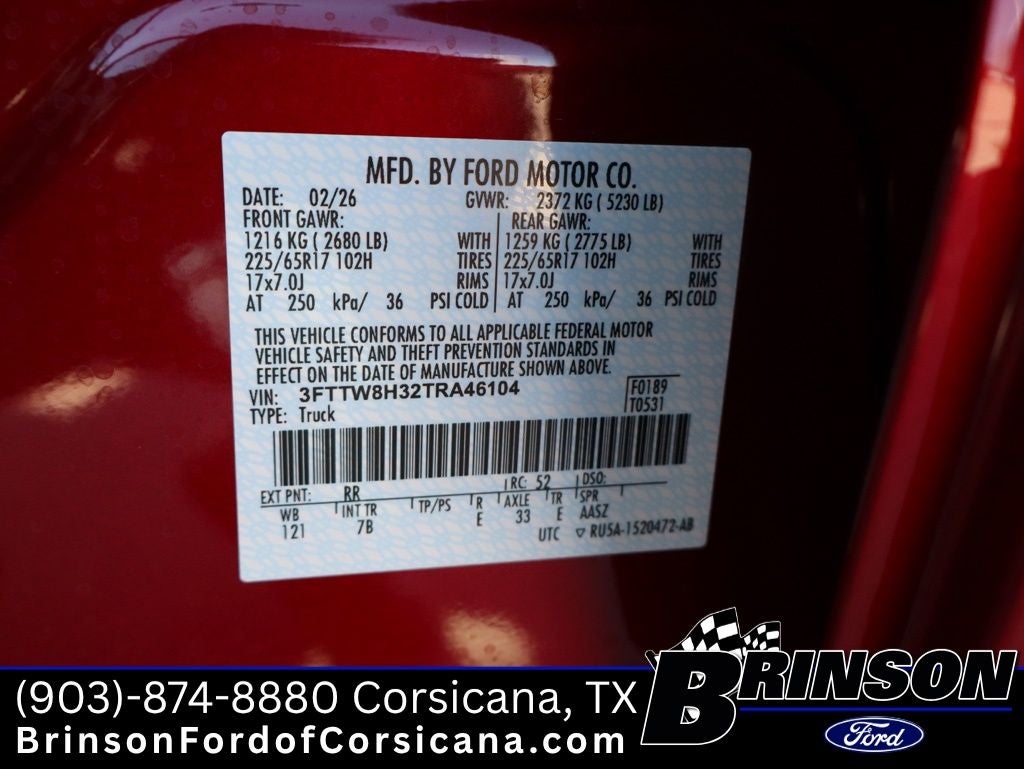 MFD. BY FORD MOTOR CO.
DATE: 02/26 GVWR: 2372 KG ( 5230 LB)
FRONT GAWR: REAR GAWR:
1216 KG ( 2680 LB) WITH 1259 KG ( 2775 LB) WITH
225/65R17 102H TIRES 225/65R17 102H TIRES
17x7.0J RIMS 17x7.0J RIMS
AT 250 kPa/ 36 PSI COLD AT 250 kPa/ 36 PSI COLD
THIS VEHICLE CONFORMS TO ALL APPLICABLE FEDERAL MOTOR
VEHICLE SAFETY AND THEFT PREVENTION STANDARDS IN
EFFECT ON THE DATE OF MANUFACTURE SHOWN ABOVE.
VIN: 3FTTW8H32TRA46104 F0189
TYPE: Truck T0531
EXT PNT: RR RC: 52 DSO:
WB INT TR TP/PS R AXLE TR SPR
121 7B E 33 E AASZ
UTC ▽ RU5A-1520472-AB
(903)-874-8880 Corsicana, TX
BrinsonFordofCorsicana.com
BRINSON
Ford